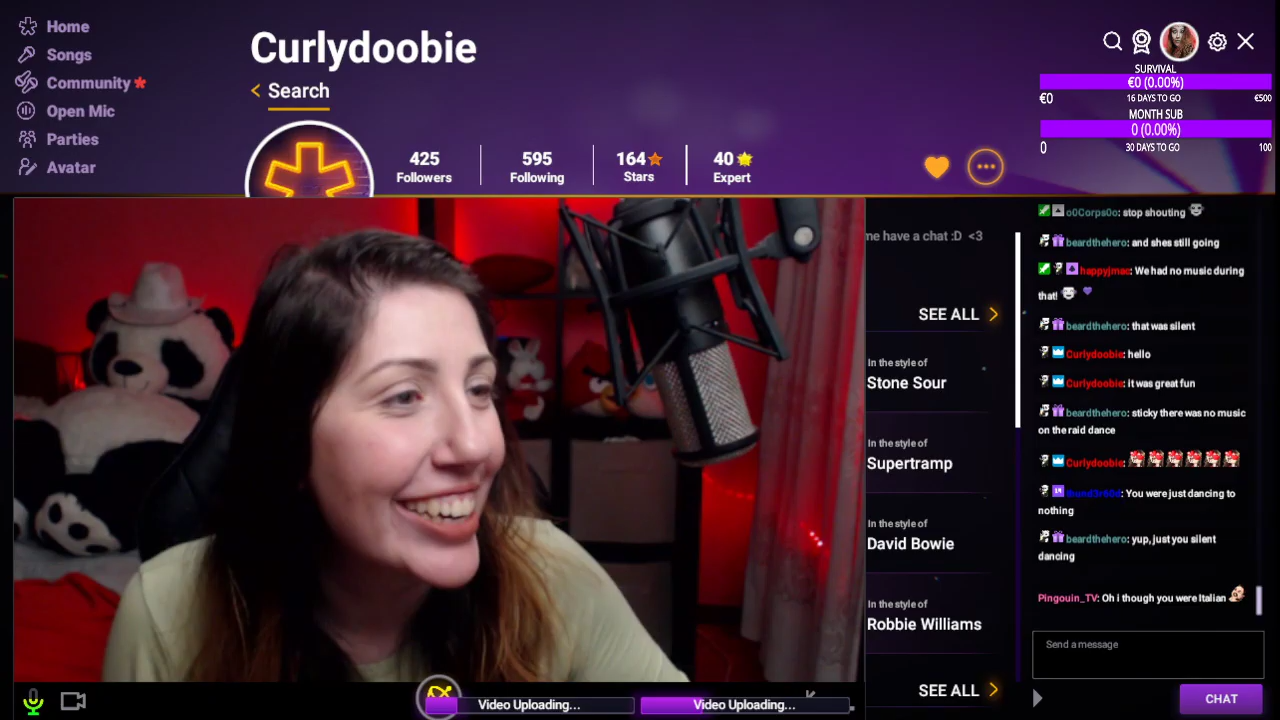 Home
Songs
Community
Open Mic
Parties
Avatar
Curlydoobie
< Search
425
Followers
595
Following
164
Stars
40
Expert
SURVIVAL
€0 (0.00%)
€0 16 DAYS TO GO €500
MONTH SUB
0 (0.00%)
0 30 DAYS TO GO 100
me have a chat :D <3
SEE ALL >
In the style of
Stone Sour
In the style of
Supertramp
In the style of
David Bowie
In the style of
Robbie Williams
SEE ALL >
o0Corps0o: stop shouting
beardthehero: and shes still going
happyjmac: We had no music during
that!
beardthehero: that was silent
Curlydoobie: hello
Curlydoobie: it was great fun
beardthehero: sticky there was no music
on the raid dance
Curlydoobie:
: You were just dancing to
nothing
beardthehero: yup, just you silent
dancing
Pingouin_TV: Oh i though you were Italian
Send a message
CHAT
Video Uploading...
Video Uploading...